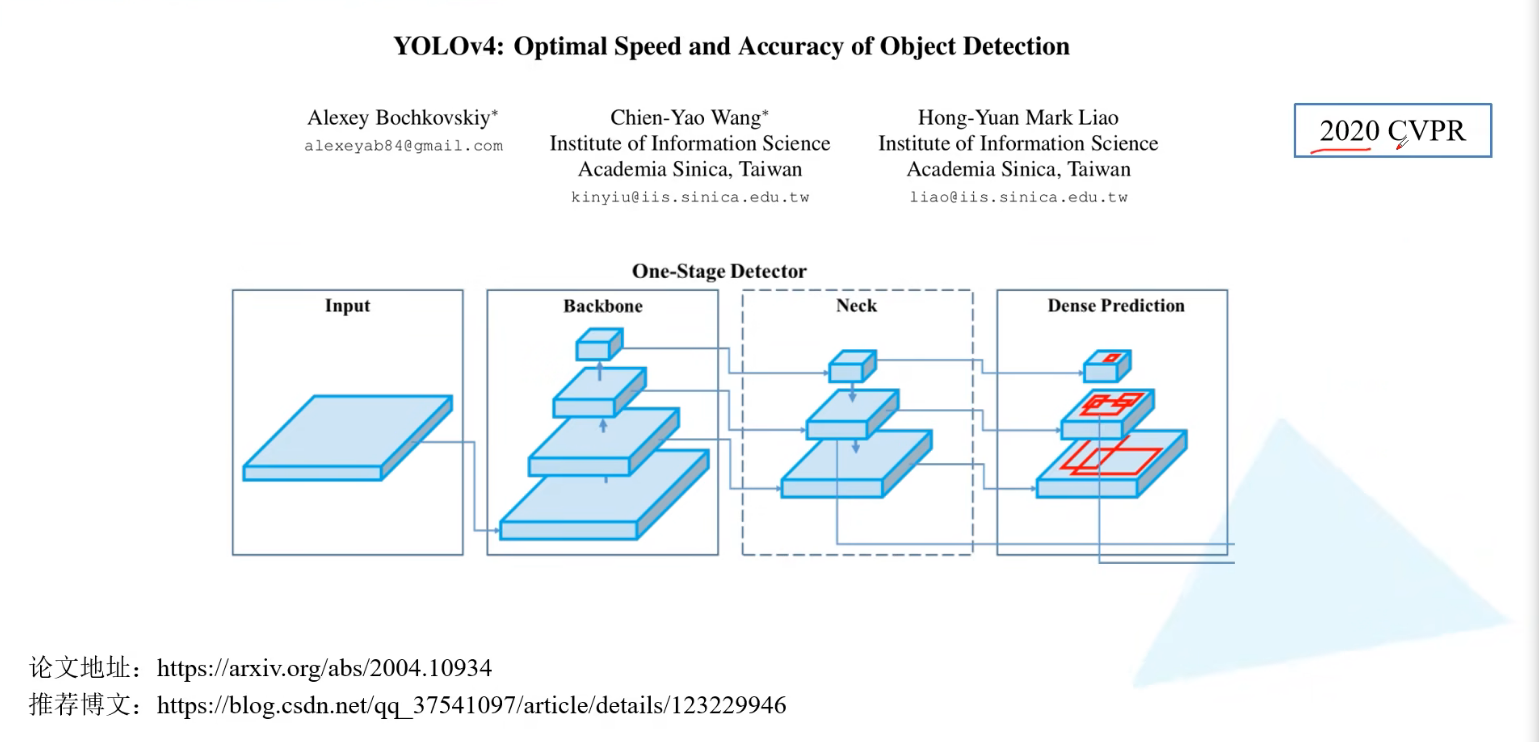 YOLOv4: Optimal Speed and Accuracy of Object Detection
Alexey Bochkovskiy*
alexeyab84@gmail.com
Chien-Yao Wang*
Institute of Information Science
Academia Sinica, Taiwan
kinyiu@iis.sinica.edu.tw
Hong-Yuan Mark Liao
Institute of Information Science
Academia Sinica, Taiwan
liao@iis.sinica.edu.tw
2020 CVPR
One-Stage Detector
Input
Backbone
Neck
Dense Prediction
论文地址：https://arxiv.org/abs/2004.10934
推荐博文：https://blog.csdn.net/qq_37541097/article/details/123229946